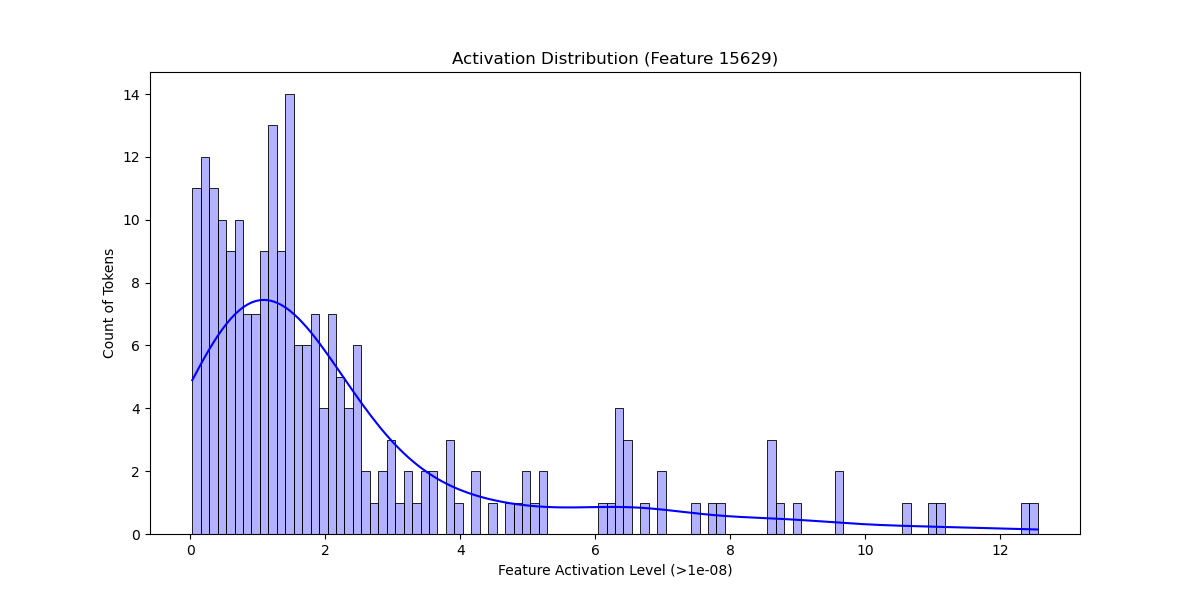 Activation Distribution (Feature 15629)
14
12
10
8
6
4
2
0
Count of Tokens
0 2 4 6 8 10 12
Feature Activation Level (>1e-08)